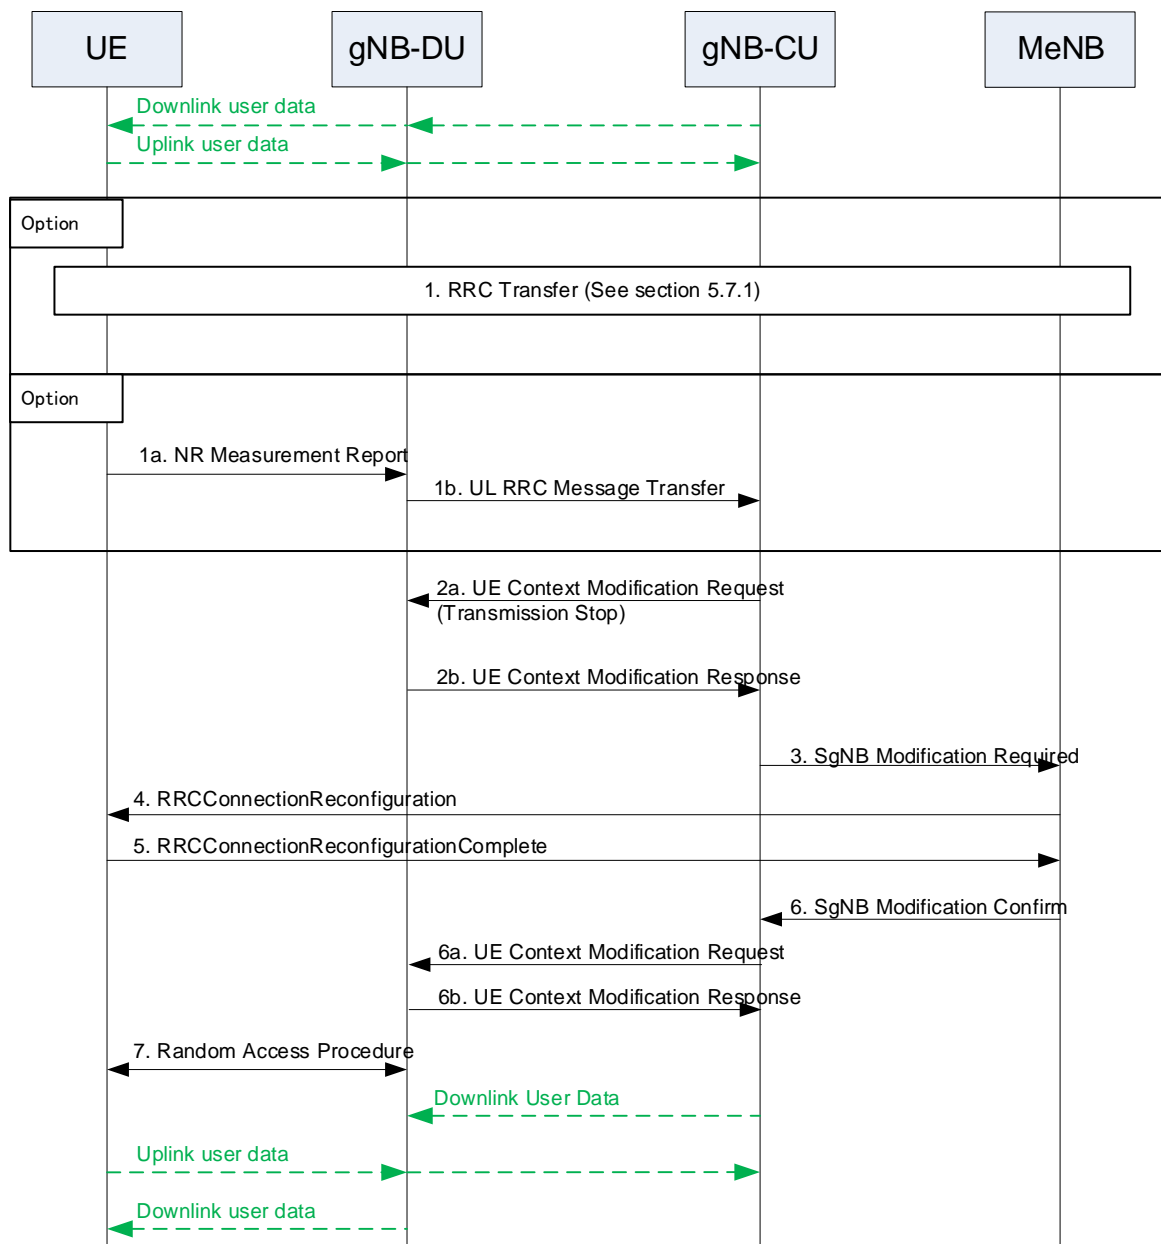 UE
gNB-DU
gNB-CU
MeNB
Downlink user data
Uplink user data
Option
1. RRC Transfer (See section 5.7.1)
Option
1a. NR Measurement Report
1b. UL RRC Message Transfer
2a. UE Context Modification Request
(Transmission Stop)
2b. UE Context Modification Response
3. SgNB Modification Required
4. RRCConnectionReconfiguration
5. RRCConnectionReconfigurationComplete
6. SgNB Modification Confirm
6a. UE Context Modification Request
6b. UE Context Modification Response
7. Random Access Procedure
Downlink User Data
Uplink user data
Downlink user data